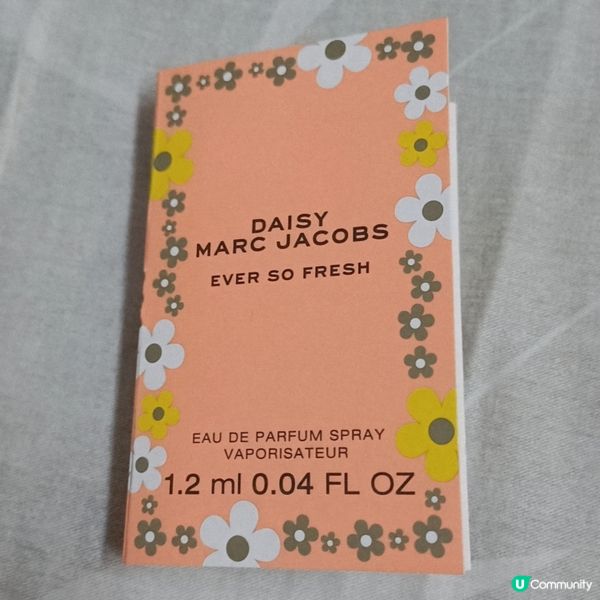 DAISY
MARC JACOBS
EVER SO FRESH
EAU DE PARFUM SPRAY
VAPORISATEUR
1.2 ml 0.04 FL OZ
U Community